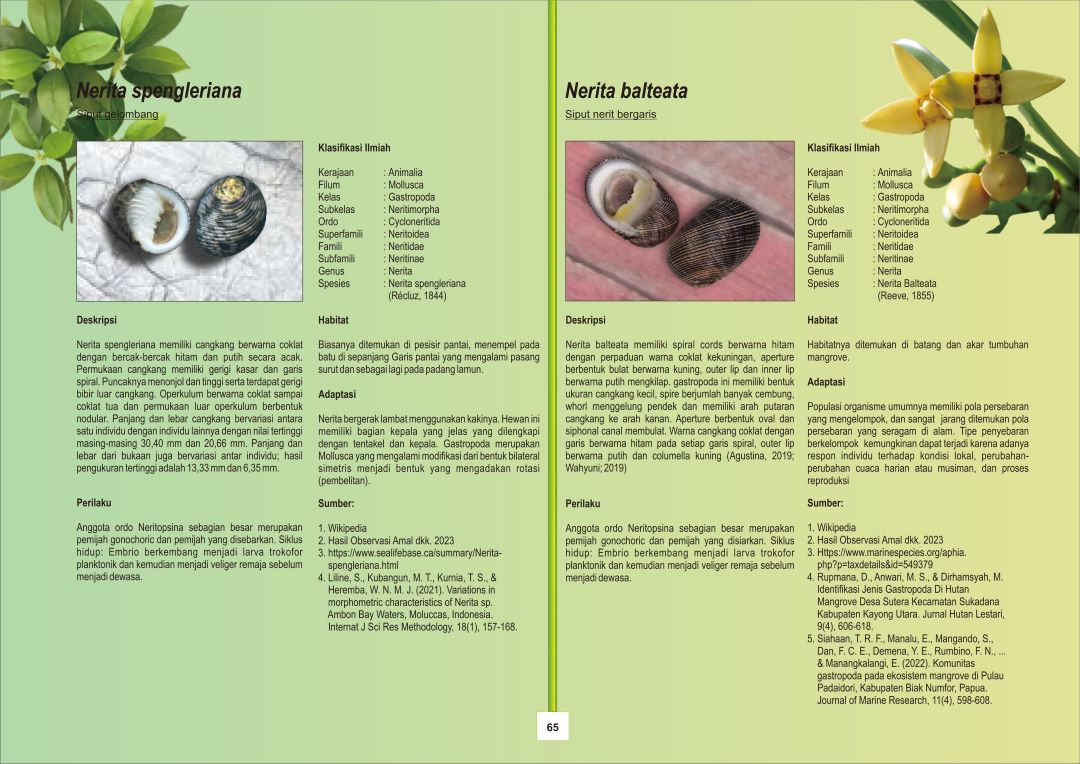 Nerita spengleriana
Siput gelombang
Klasifikasi Ilmiah
Kerajaan : Animalia
Filum : Mollusca
Kelas : Gastropoda
Subkelas : Neritimorpha
Ordo : Cycloneritida
Superfamili : Neritoidea
Famili : Neritidae
Subfamili : Neritinae
Genus : Nerita
Spesies : Nerita spengleriana
(Récluz, 1844)
Deskripsi
Nerita spengleriana memiliki cangkang berwarna coklat
dengan bercak-bercak hitam dan putih secara acak.
Permukaan cangkang memiliki gerigi kasar dan garis
spiral. Puncaknya menonjol dan tinggi serta terdapat gerigi
bibir luar cangkang. Operkulum berwarna coklat sampai
coklat tua dan permukaan luar operkulum berbentuk
nodular. Panjang dan lebar cangkang bervariasi antara
satu individu dengan individu lainnya dengan nilai tertinggi
masing-masing 30,40 mm dan 20,66 mm. Panjang dan
lebar dari bukaan juga bervariasi antar individu; hasil
pengukuran tertinggi adalah 13,33 mm dan 6,35 mm.
Perilaku
Anggota ordo Neritopsina sebagian besar merupakan
pemijah gonochoric dan pemijah yang disebarkan. Siklus
hidup: Embrio berkembang menjadi larva trokofor
planktonik dan kemudian menjadi veliger remaja sebelum
menjadi dewasa.
Habitat
Biasanya ditemukan di pesisir pantai, menempel pada
batu di sepanjang Garis pantai yang mengalami pasang
surut dan sebagai lagi pada padang lamun.
Adaptasi
Nerita bergerak lambat menggunakan kakinya. Hewan ini
memiliki bagian kepala yang jelas yang dilengkapi
dengan tentakel dan kepala. Gastropoda merupakan
Mollusca yang mengalami modifikasi dari bentuk bilateral
simetris menjadi bentuk yang mengadakan rotasi
(pembelitan).
Sumber:
1. Wikipedia
2. Hasil Observasi Amal dkk. 2023
3. https://www.sealifebase.ca/summary/Nerita-
spengleriana.html
4. Liline, S., Kubangun, M. T., Kurnia, T. S., &
Heremba, W. N. M. J. (2021). Variations in
morphometric characteristics of Nerita sp.
Ambon Bay Waters, Moluccas, Indonesia.
Internat J Sci Res Methodology, 18(1), 157-168.
Nerita balteata
Siput nerit bergaris
Klasifikasi Ilmiah
Kerajaan : Animalia
Filum : Mollusca
Kelas : Gastropoda
Subkelas : Neritimorpha
Ordo : Cycloneritida
Superfamili : Neritoidea
Famili : Neritidae
Subfamili : Neritinae
Genus : Nerita
Spesies : Nerita Balteata
(Reeve, 1855)
Deskripsi
Nerita balteata memiliki spiral cords berwarna hitam
dengan perpaduan warna coklat kekuningan, aperture
berbentuk bulat berwarna kuning, outer lip dan inner lip
berwarna putih mengkilap. gastropoda ini memiliki bentuk
ukuran cangkang kecil, spire berjumlah banyak cembung,
whorl menggelung pendek dan memiliki arah putaran
cangkang ke arah kanan. Aperture berbentuk oval dan
siphonal canal membulat. Warna cangkang coklat dengan
garis berwarna hitam pada setiap garis spiral, outer lip
berwarna putih dan columella kuning (Agustina, 2019;
Wahyuni; 2019)
Perilaku
Anggota ordo Neritopsina sebagian besar merupakan
pemijah gonochoric dan pemijah yang disiarkan. Siklus
hidup: Embrio berkembang menjadi larva trokofor
planktonik dan kemudian menjadi veliger remaja sebelum
menjadi dewasa.
Habitat
Habitatnya ditemukan di batang dan akar tumbuhan
mangrove.
Adaptasi
Populasi organisme umumnya memiliki pola persebaran
yang mengelompok, dan sangat jarang ditemukan pola
persebaran yang seragam di alam. Tipe penyebaran
berkelompok kemungkinan dapat terjadi karena adanya
respon individu terhadap kondisi lokal, perubahan-
perubahan cuaca harian atau musiman, dan proses
reproduksi
Sumber:
1. Wikipedia
2. Hasil Observasi Amal dkk. 2023
3. Https://www.marinespecies.org/aphia.
php?p=taxdetails&id=549379
4. Rupmana, D., Anwari, M. S., & Dirhamsyah, M.
Identifikasi Jenis Gastropoda Di Hutan
Mangrove Desa Sutera Kecamatan Sukadana
Kabupaten Kayong Utara. Jurnal Hutan Lestari,
9(4), 606-618.
5. Siahaan, T. R. F., Manalu, E., Mangando, S.,
Dan, F. C. E., Demena, Y. E., Rumbino, F. N., ...
& Manangkalangi, E. (2022). Komunitas
gastropoda pada ekosistem mangrove di Pulau
Padaidori, Kabupaten Biak Numfor, Papua.
Journal of Marine Research, 11(4), 598-608.
65